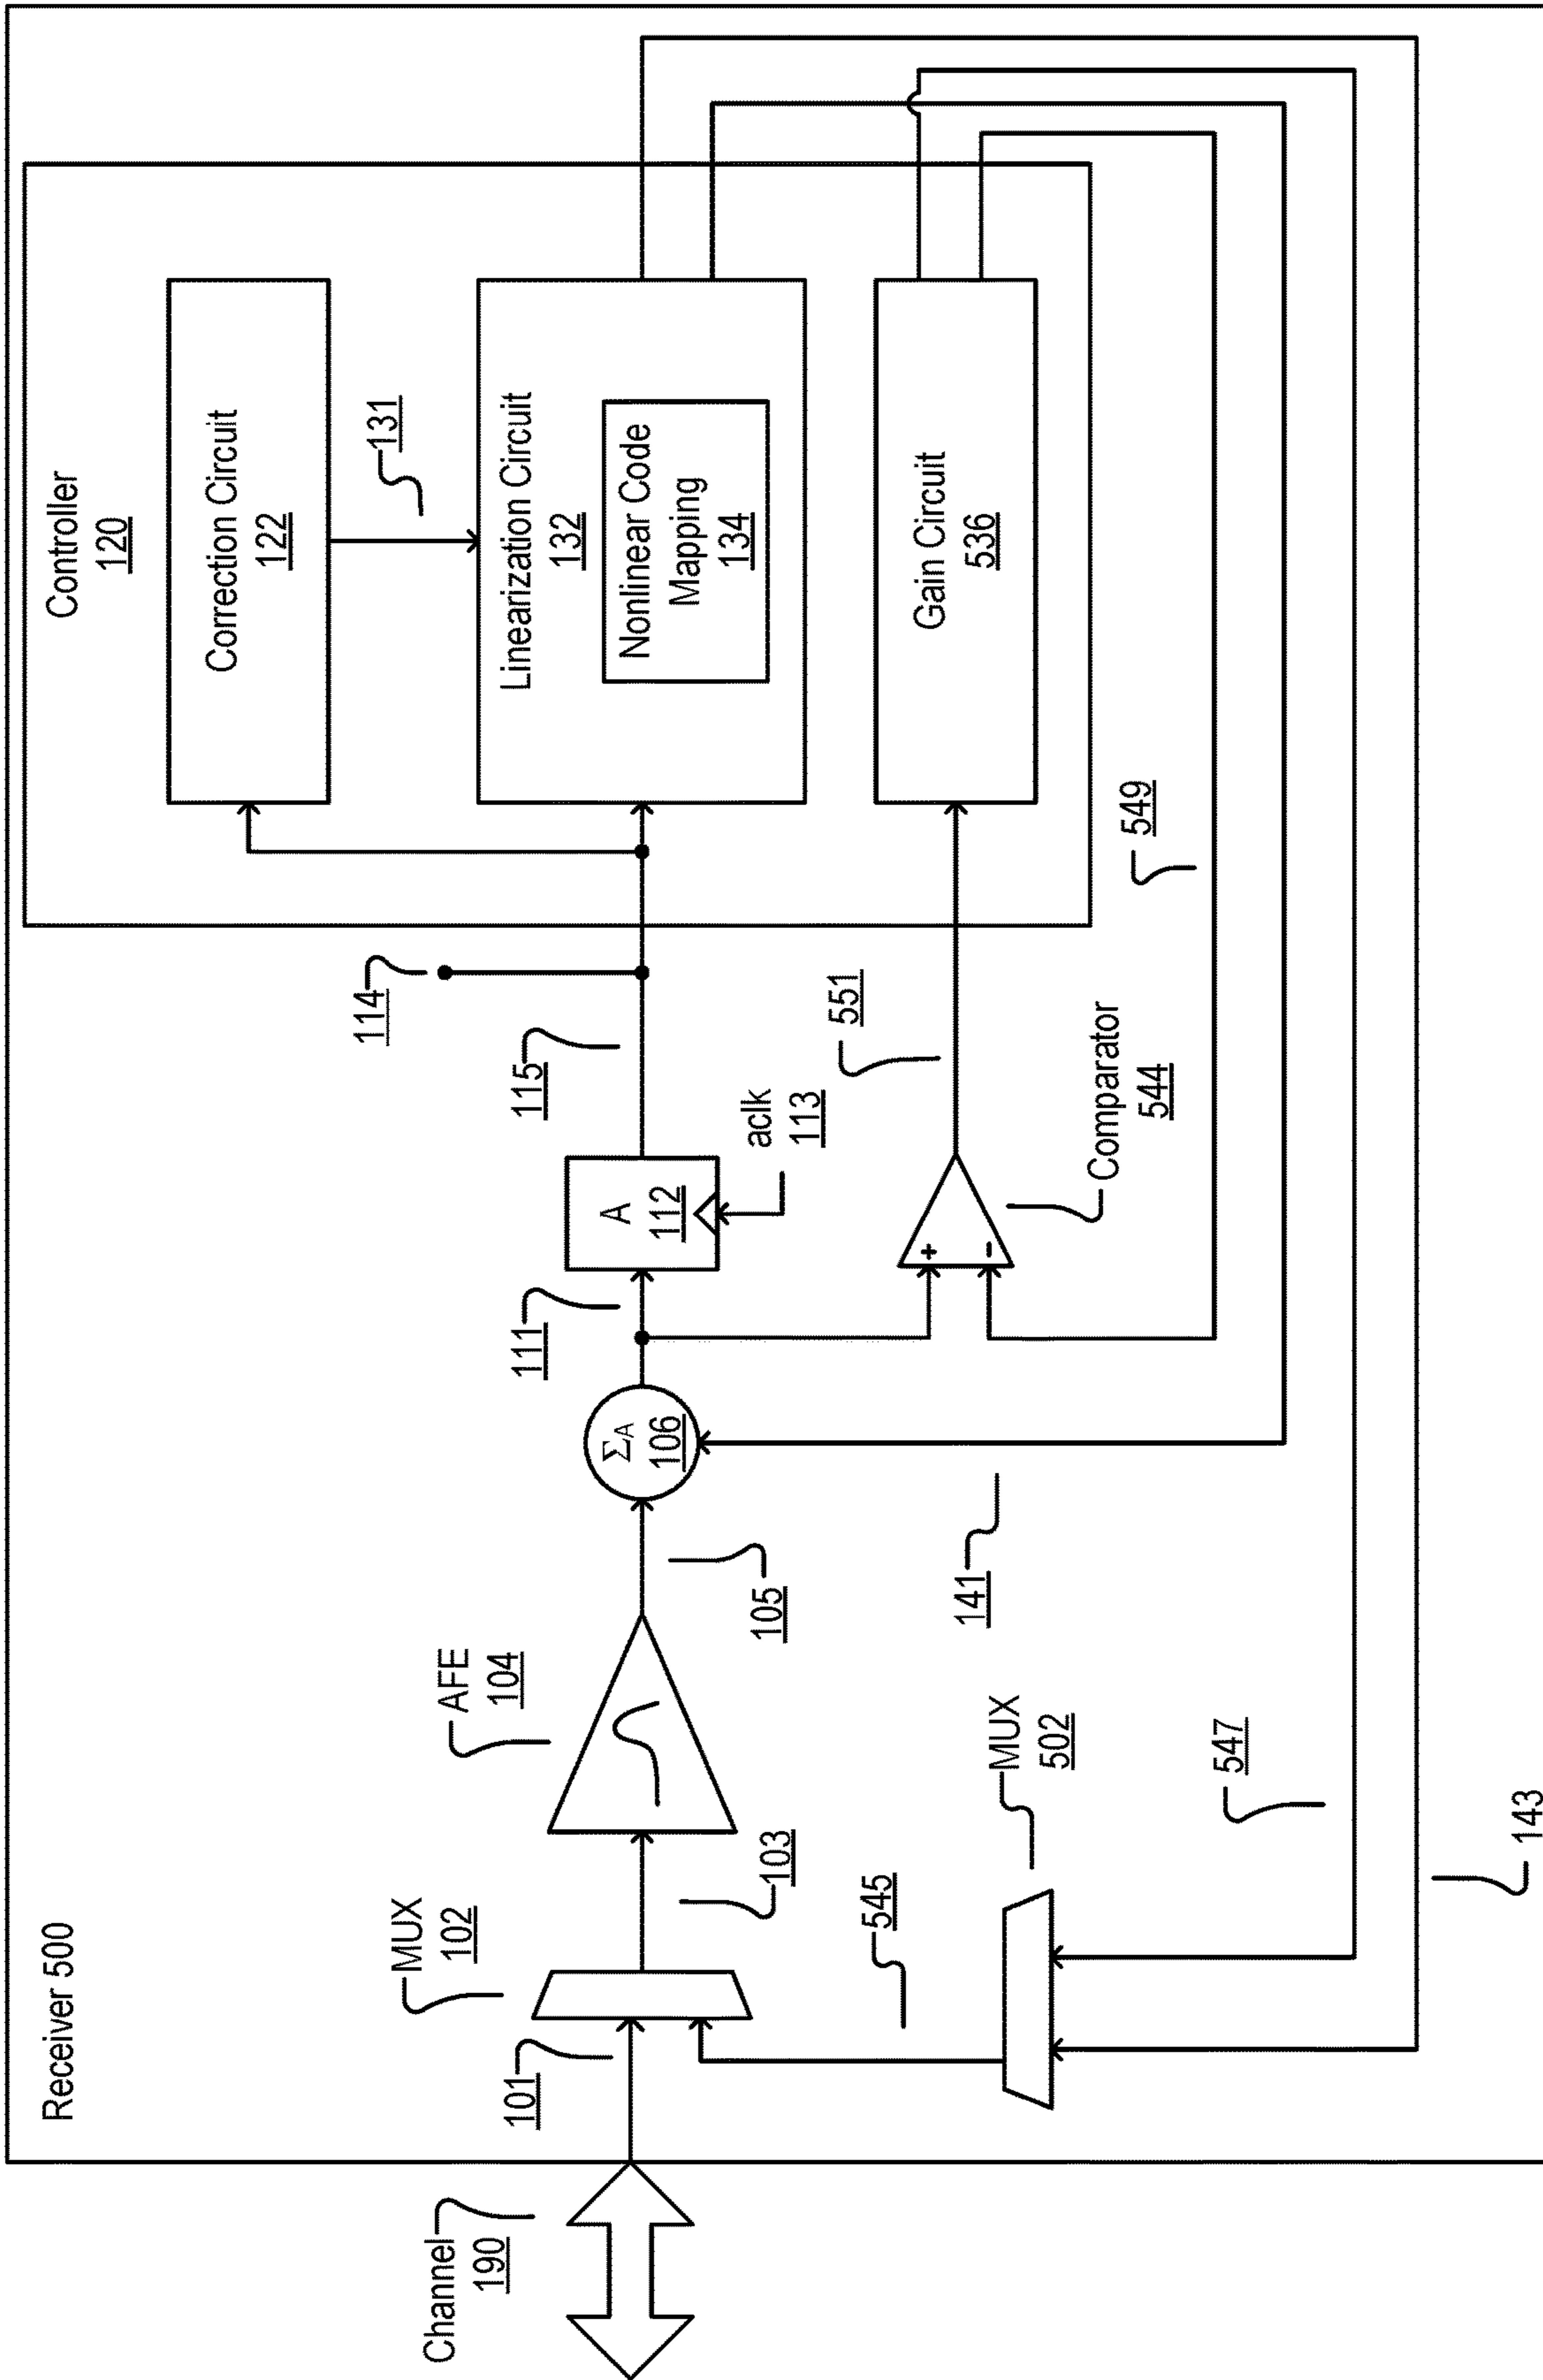 Receiver 500
Controller
120
Correction Circuit
122
131
Linearization Circuit
132
Nonlinear Code
Mapping
134
Gain Circuit
536
Channel
190
101
MUX
102
103
AFE
104
105
ΣA
106
111
A
112
aclk
113
115
114
551
Comparator
544
+
-
549
141
MUX
502
545
547
143